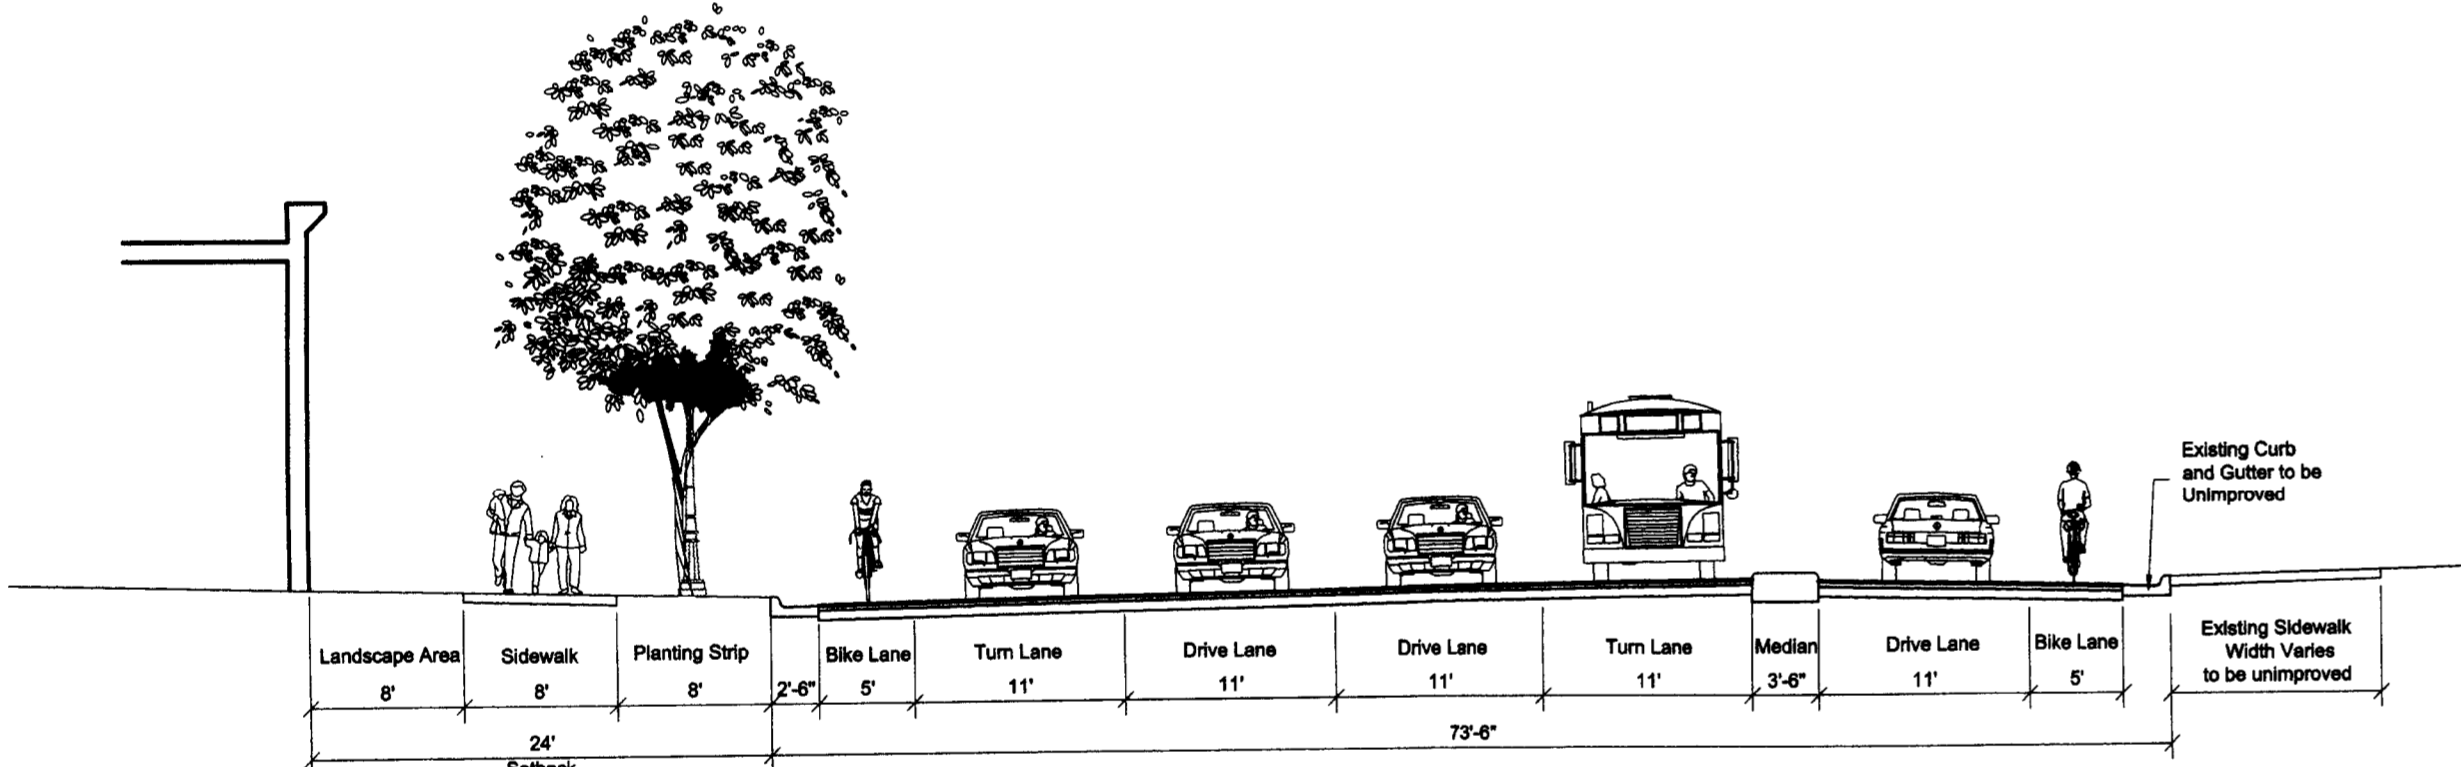 Existing Curb
and Gutter to be
Unimproved
Landscape Area
8'
Sidewalk
8'
Planting Strip
8'
2'-6"
Bike Lane
5'
Turn Lane
11'
Drive Lane
11'
Drive Lane
11'
Turn Lane
11'
Median
3'-6"
Drive Lane
11'
Bike Lane
5'
Existing Sidewalk
Width Varies
to be unimproved
24'
Setback
73'-6"